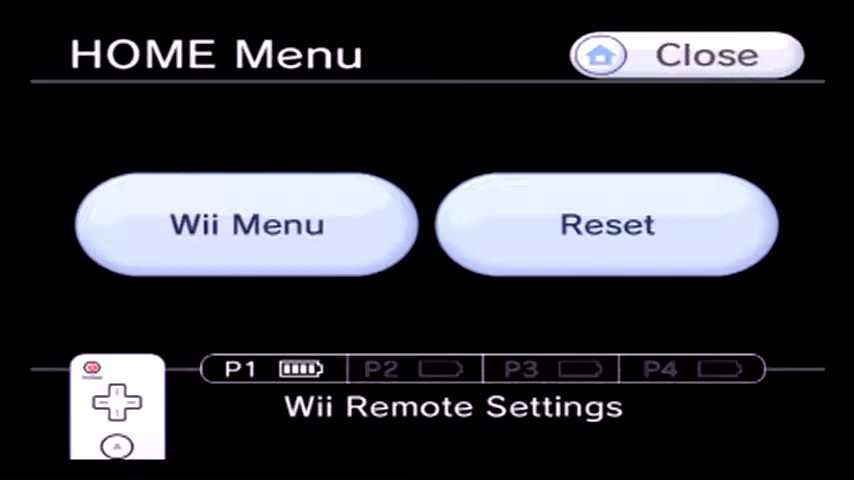 HOME Menu
Close
Wii Menu
Reset
P1
P2
P3
P4
Wii Remote Settings
A